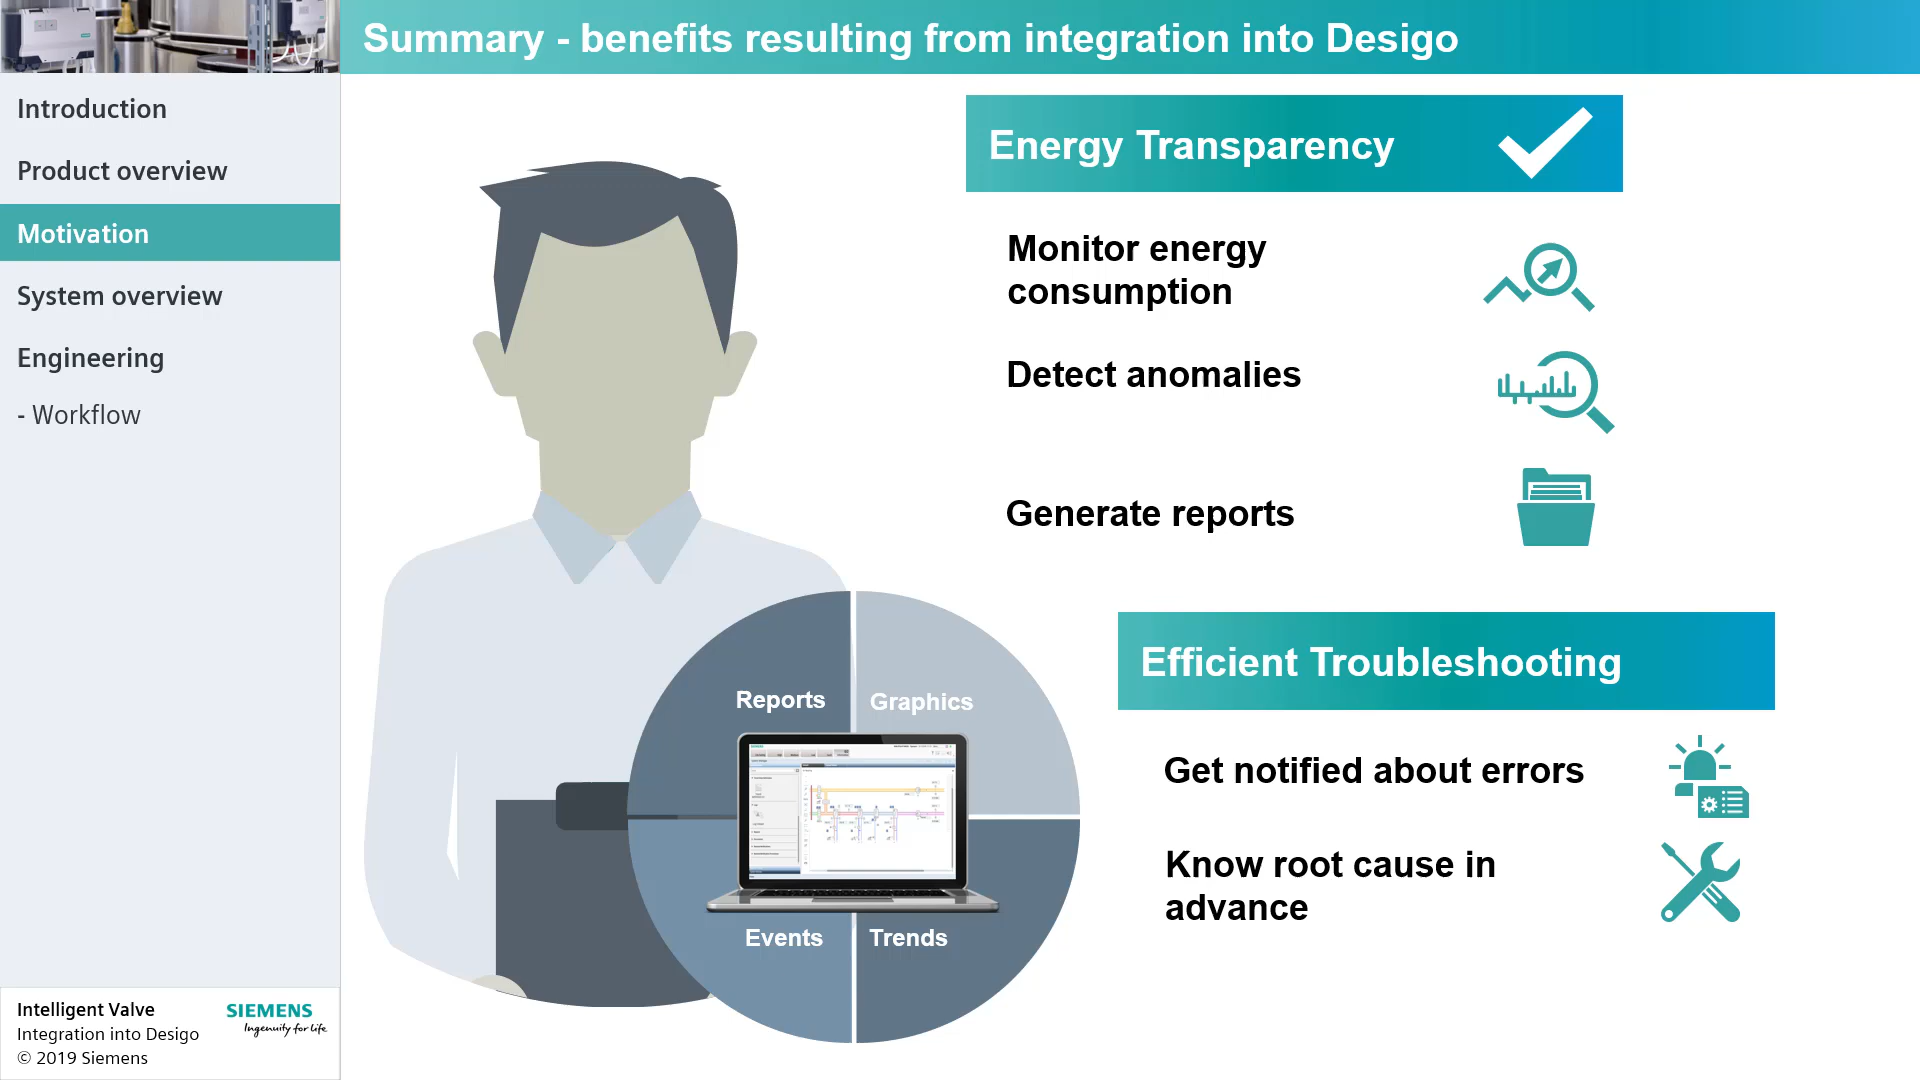 Summary - benefits resulting from integration into Desigo
Introduction
Product overview
Motivation
System overview
Engineering
- Workflow
Energy Transparency
Monitor energy
consumption
Detect anomalies
Generate reports
Efficient Troubleshooting
Get notified about errors
Know root cause in
advance
Reports
Graphics
Events
Trends
Intelligent Valve
Integration into Desigo
© 2019 Siemens
SIEMENS
Ingenuity for life